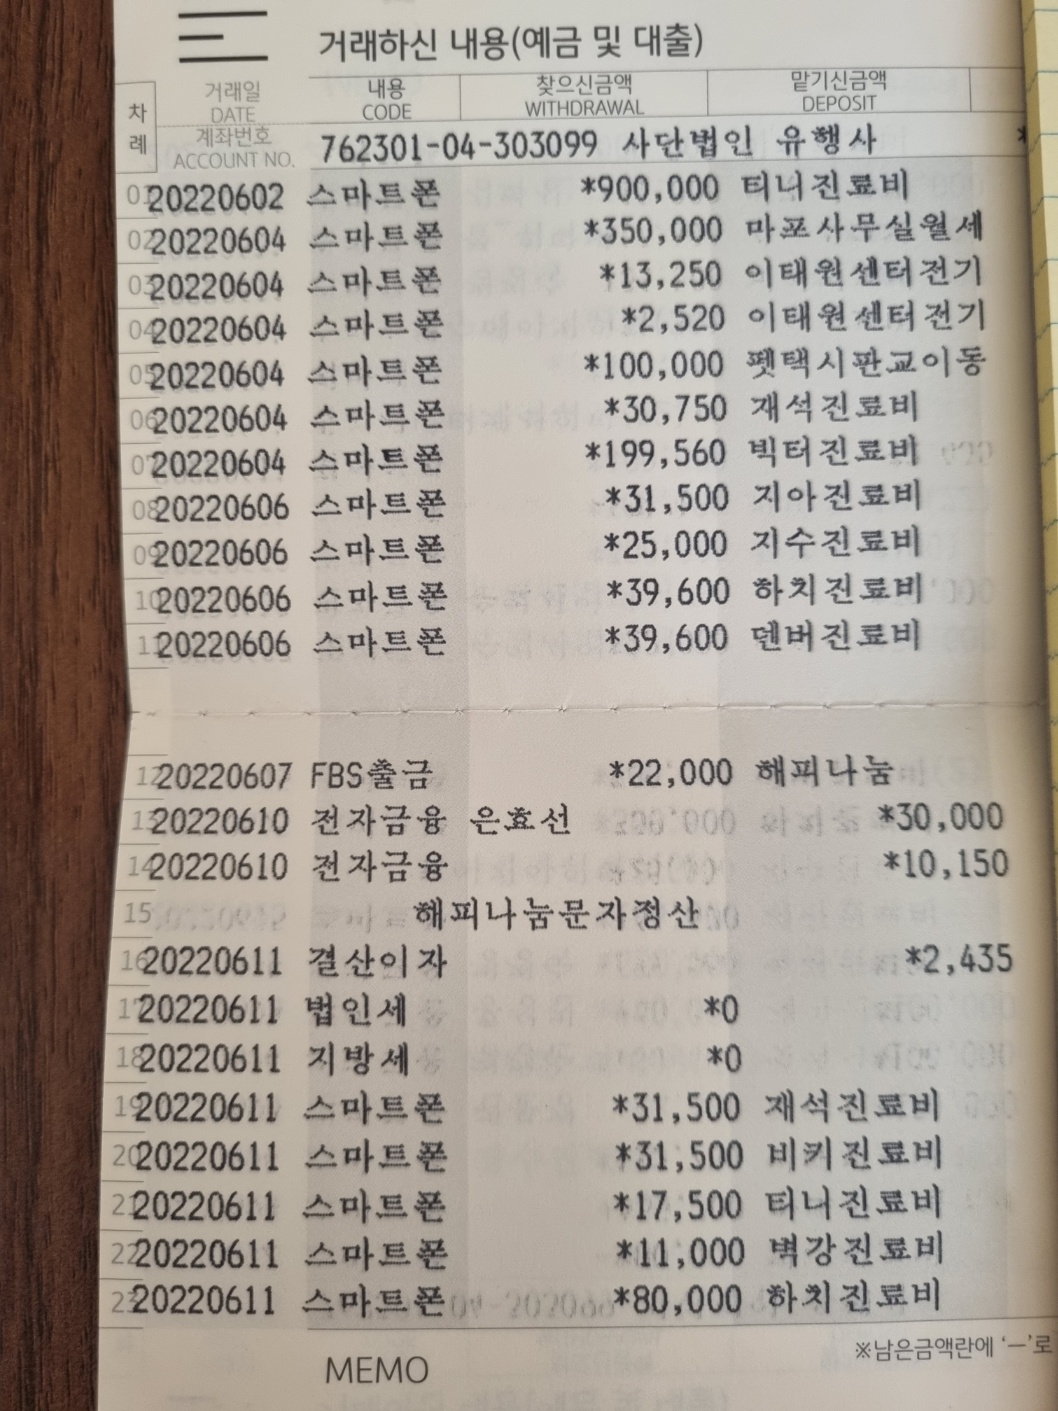 거래하신 내용(예금 및 대출)
차례 거래일 DATE 내용 CODE 찾으신금액 WITHDRAWAL 맡기신금액 DEPOSIT
계좌번호 ACCOUNT NO. 762301-04-303099 사단법인 유행사 *
01 20220602 스마트폰 *900,000 티니진료비
02 20220604 스마트폰 *350,000 마포사무실월세
03 20220604 스마트폰 *13,250 이태원센터전기
04 20220604 스마트폰 *2,520 이태원센터전기
05 20220604 스마트폰 *100,000 펫택시판교이동
06 20220604 스마트폰 *30,750 재석진료비
07 20220604 스마트폰 *199,560 빅터진료비
08 20220606 스마트폰 *31,500 지아진료비
09 20220606 스마트폰 *25,000 지수진료비
10 20220606 스마트폰 *39,600 하치진료비
11 20220606 스마트폰 *39,600 덴버진료비
12 20220607 FBS출금 *22,000 해피나눔
13 20220610 전자금융 은효선 *30,000
14 20220610 전자금융 *10,150
15 해피나눔문자정산
16 20220611 결산이자 *2,435
17 20220611 법인세 *0
18 20220611 지방세 *0
19 20220611 스마트폰 *31,500 재석진료비
20 20220611 스마트폰 *31,500 비키진료비
21 20220611 스마트폰 *17,500 티니진료비
22 20220611 스마트폰 *11,000 벽강진료비
23 20220611 스마트폰 *80,000 하치진료비
※남은금액란에 '-'로
MEMO